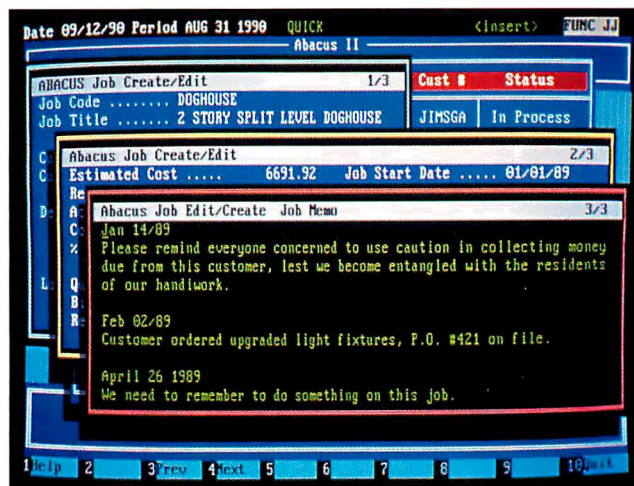 Date 09/12/90 Period AUG 31 1990 QUICK <insert> FUNC JJ
Abacus II
ABACUS Job Create/Edit 1/3 Cust # Status
Job Code ........ DOGHOUSE
Job Title ....... 2 STORY SPLIT LEVEL DOGHOUSE JIMSGA In Process
Abacus Job Create/Edit 2/3
Estimated Cost ..... 6691.92 Job Start Date ..... 01/01/89
Re
Abacus Job Edit/Create Job Memo 3/3
Jan 14/89
Please remind everyone concerned to use caution in collecting money
due from this customer, lest we become entangled with the residents
of our handiwork.
Feb 02/89
Customer ordered upgraded light fixtures, P.O. #421 on file.
April 26 1989
We need to remember to do something on this job.
1Help 2 3Prev 4Next 5 6 7 8 9 10Quit